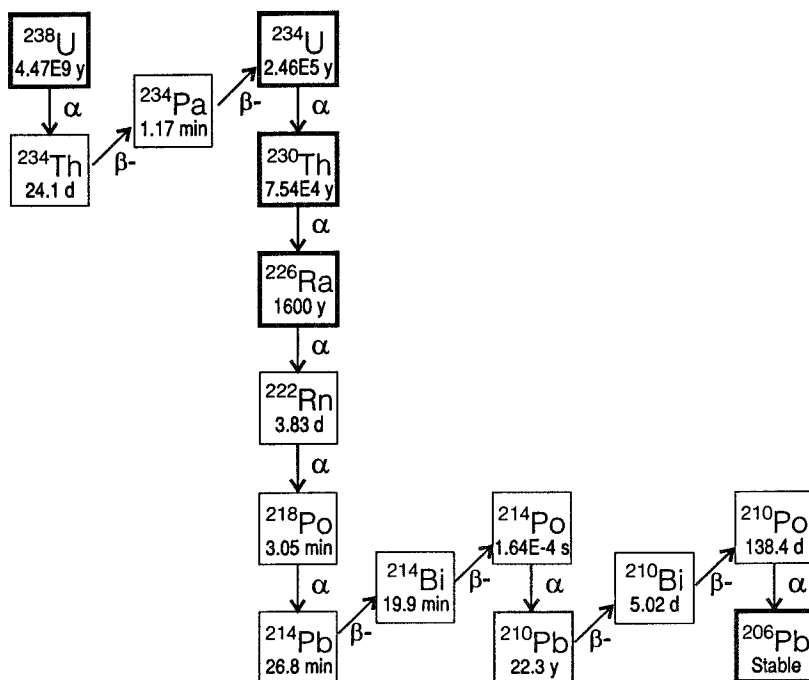 238U
4.47E9 y
α
234Th
24.1 d
β-
234Pa
1.17 min
β-
234U
2.46E5 y
α
230Th
7.54E4 y
α
226Ra
1600 y
α
222Rn
3.83 d
α
218Po
3.05 min
α
214Pb
26.8 min
β-
214Bi
19.9 min
β-
214Po
1.64E-4 s
α
210Pb
22.3 y
β-
210Bi
5.02 d
β-
210Po
138.4 d
α
206Pb
Stable